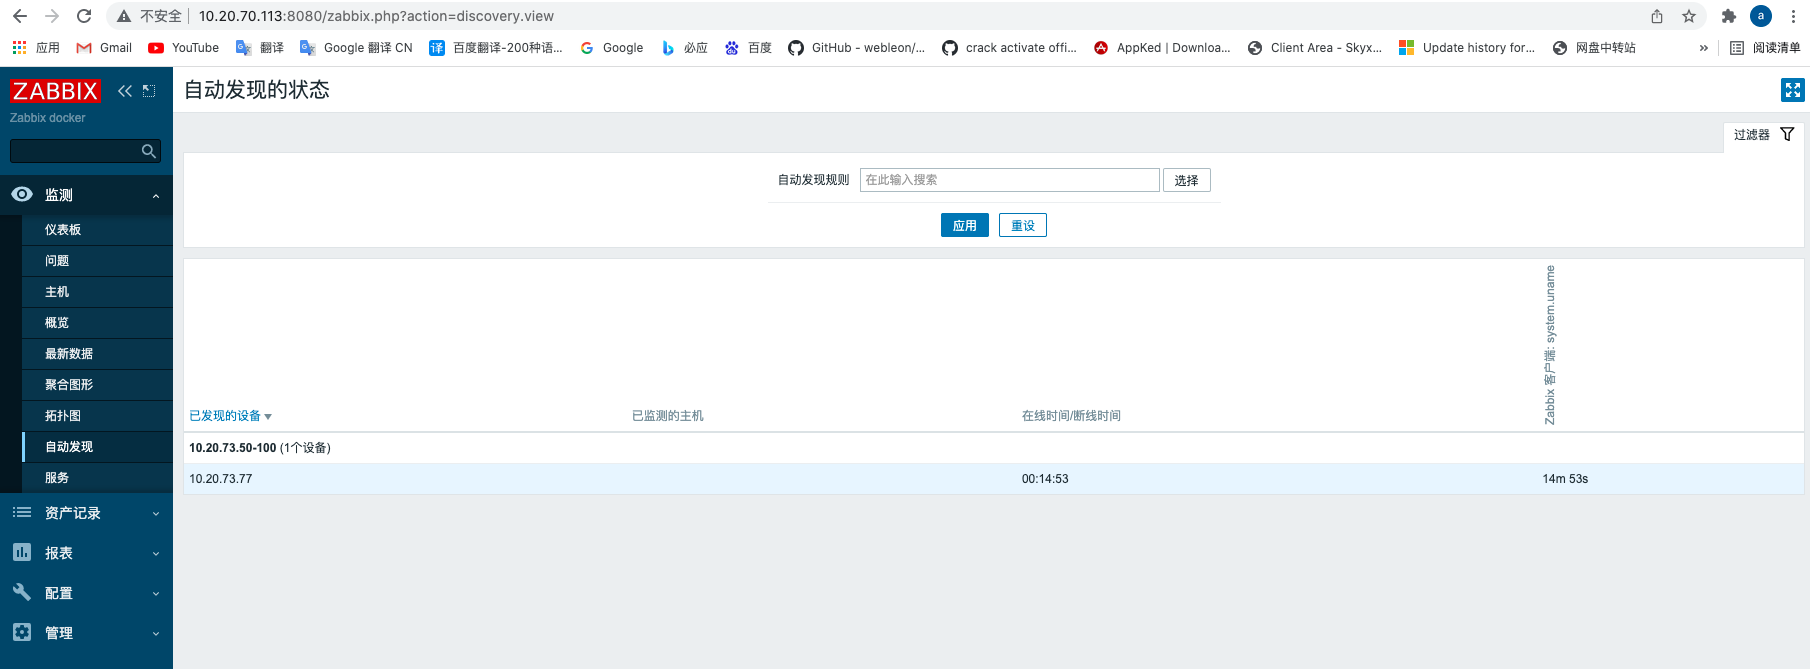 不安全 10.20.70.113:8080/zabbix.php?action=discovery.view
应用 Gmail YouTube 翻译 Google 翻译 CN 百度翻译-200种语... Google 必应 百度 GitHub - webleon/... crack activate offi... AppKed | Downloa... Client Area - Skyx... Update history for... 网盘中转站 » 阅读清单
ZABBIX
Zabbix docker
监测
仪表板
问题
主机
概览
最新数据
聚合图形
拓扑图
自动发现
服务
资产记录
报表
配置
管理
自动发现的状态
过滤器
自动发现规则 在此输入搜索 选择
应用 重设
已发现的设备 已监测的主机 在线时间/断线时间 Zabbix 客户端: system.uname
10.20.73.50-100 (1个设备)
10.20.73.77 00:14:53 14m 53s
a